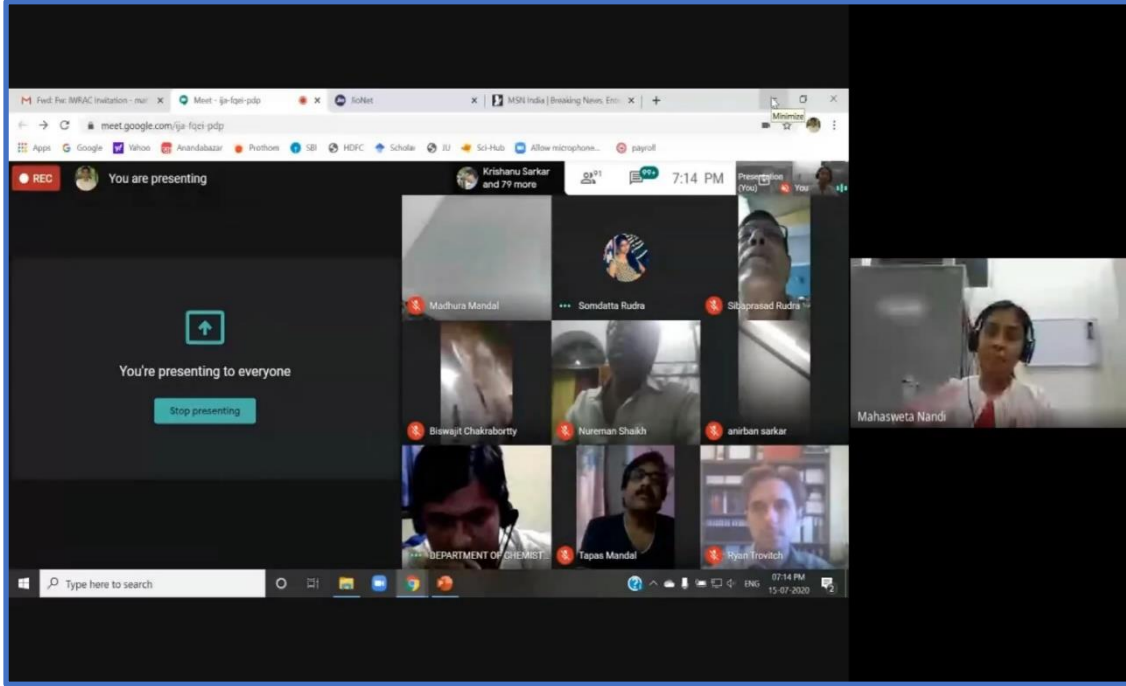 Fwd: Fw: IWRAC Invitation - mu
Meet - ija-fqei-pdp
JioNet
MSN India | Breaking News, Ent
Minimize
meet.google.com/ija-fqei-pdp
Apps Google Yahoo Anandabazar Prothom SBI HDFC Scholar JU Sci-Hub Allow microphone... payroll
REC
You are presenting
Krishanu Sarkar
and 79 more
91
99+
7:14 PM
Presentation
(You)
You
Madhura Mandal
Somdatta Rudra
Sibaprasad Rudra
You're presenting to everyone
Stop presenting
Biswajit Chakrabortty
Nureman Shaikh
anirban sarkar
Mahasweta Nandi
DEPARTMENT OF CHEMIST...
Tapas Mandal
Ryan Trovitch
Type here to search
ENG
07:14 PM
15-07-2020
2